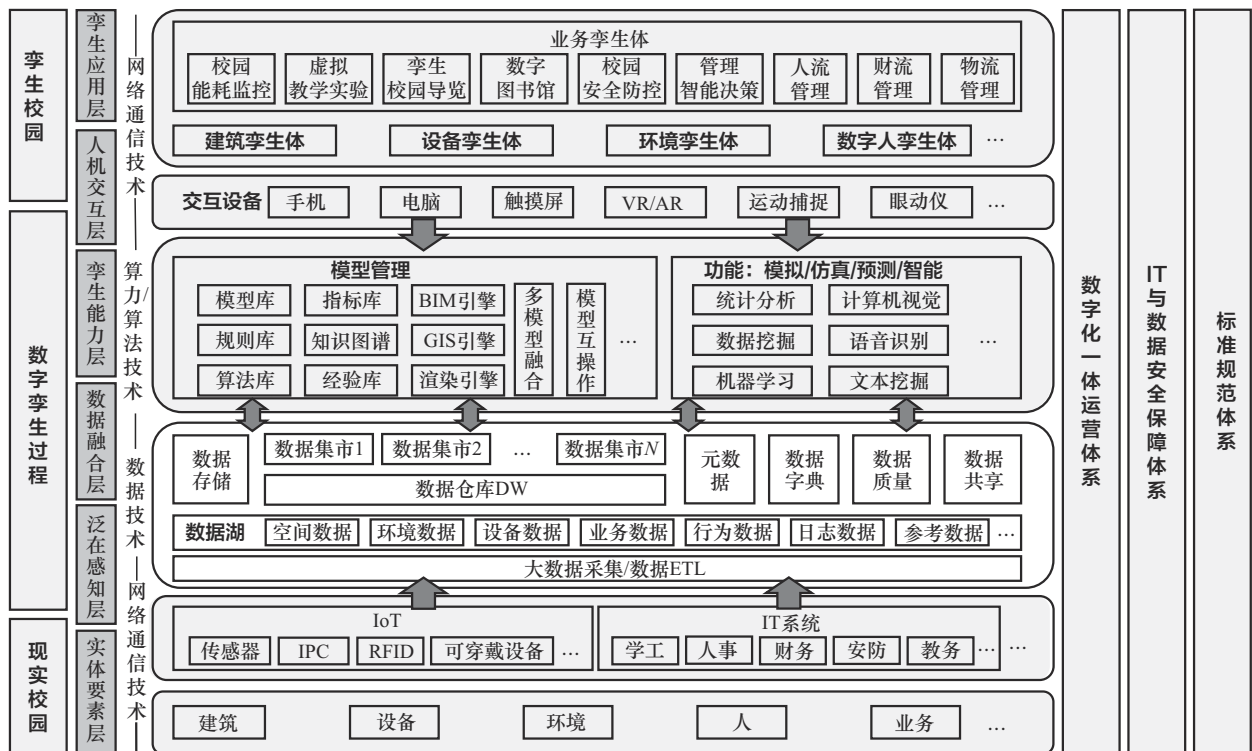 孪生校园
数字孪生过程
现实校园
孪生应用层
人机交互层
孪生能力层
数据融合层
泛在感知层
实体要素层
网络通信技术
算力/算法技术
数据技术
网络通信技术
业务孪生体
校园
能耗监控
虚拟
教学实验
孪生
校园导览
数字
图书馆
校园
安全防控
管理
智能决策
人流
管理
财流
管理
物流
管理
建筑孪生体 设备孪生体 环境孪生体 数字人孪生体 …
交互设备 手机 电脑 触摸屏 VR/AR 运动捕捉 眼动仪 …
模型管理
模型库 指标库 BIM引擎
规则库 知识图谱 GIS引擎
算法库 经验库 渲染引擎
多模型融合
模型互操作
…
功能：模拟/仿真/预测/智能
统计分析 计算机视觉
数据挖掘 语音识别 …
机器学习 文本挖掘
数据
存储
数据集市1 数据集市2 … 数据集市N
数据仓库DW
元数
据
数据
字典
数据
质量
数据
共享
数据湖 空间数据 环境数据 设备数据 业务数据 行为数据 日志数据 参考数据 …
大数据采集/数据ETL
IoT
传感器 IPC RFID 可穿戴设备 …
IT系统
学工 人事 财务 安防 教务 … …
建筑 设备 环境 人 业务 …
数字化一体运营体系
IT与数据安全保障体系
标准规范体系